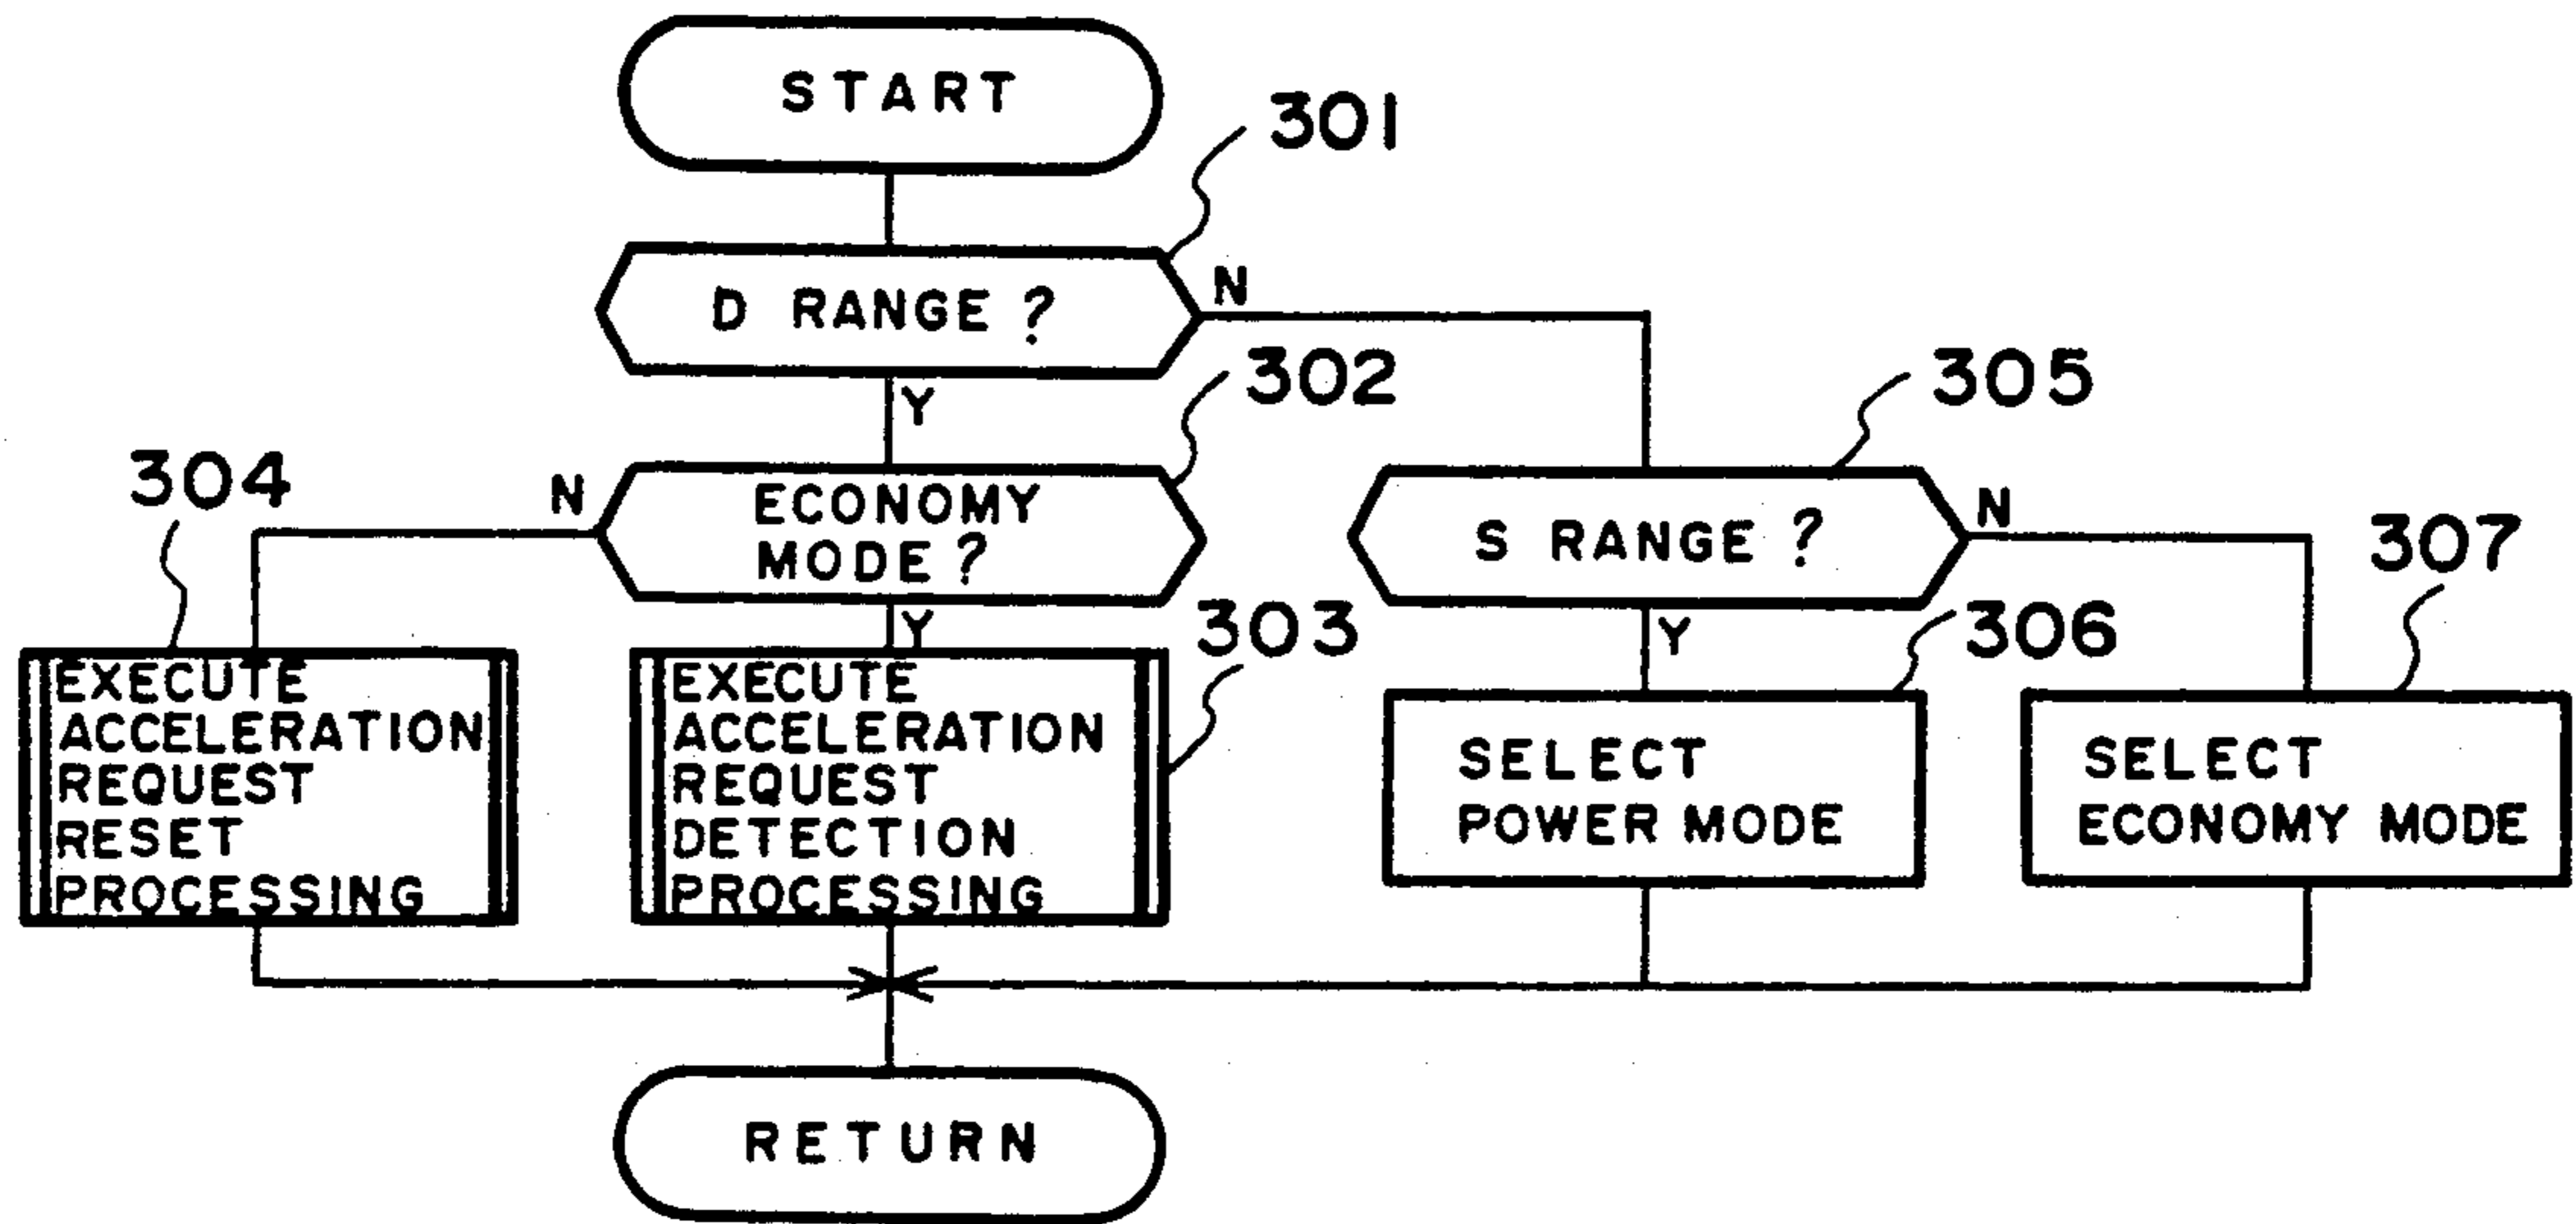 START
301
D RANGE ?
N
Y
302
305
304
N
ECONOMY
MODE ?
S RANGE ?
N
307
Y
303
Y
306
EXECUTE
ACCELERATION
REQUEST
RESET
PROCESSING
EXECUTE
ACCELERATION
REQUEST
DETECTION
PROCESSING
SELECT
POWER MODE
SELECT
ECONOMY MODE
RETURN